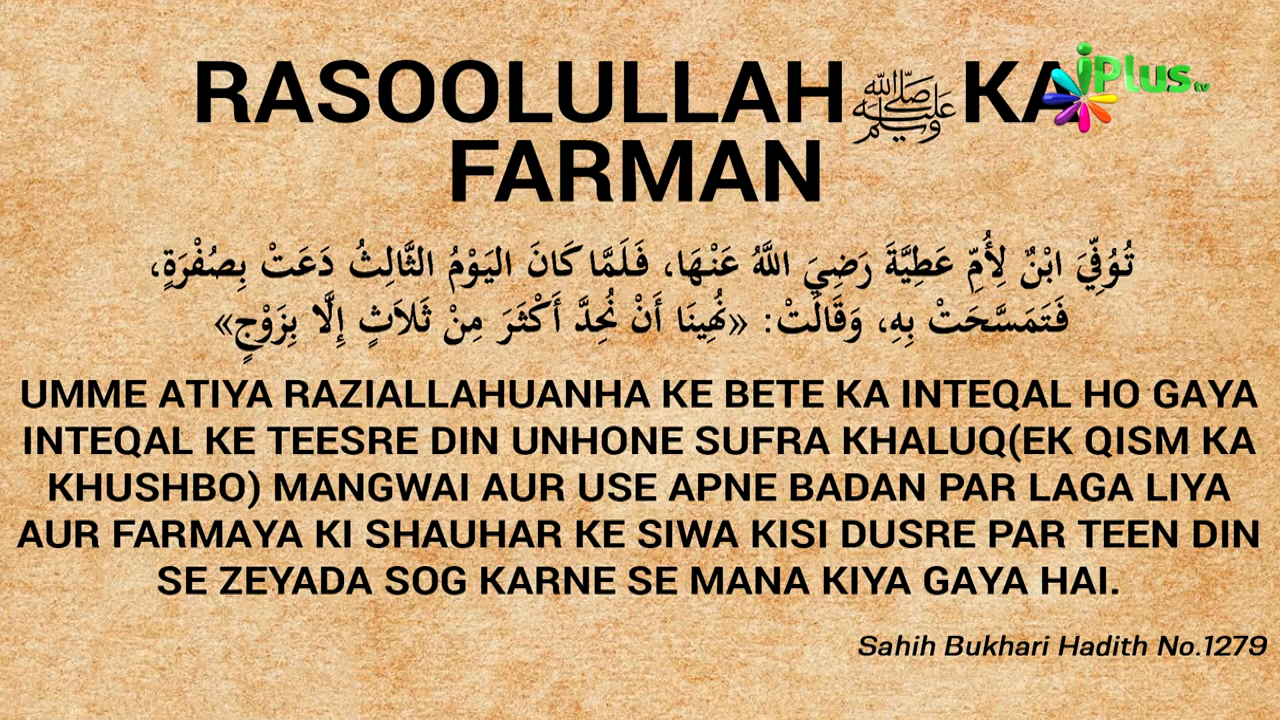 RASOOLULLAH ﷺ KA
iPlus tv
FARMAN
تُوُفِّيَ ابْنٌ لِأُمِّ عَطِيَّةَ رَضِيَ اللَّهُ عَنْهَا، فَلَمَّا كَانَ اليَوْمُ الثَّالِثُ دَعَتْ بِصُفْرَةٍ،
فَتَمَسَّحَتْ بِهِ، وَقَالَتْ: «نُهِينَا أَنْ نُحِدَّ أَكْثَرَ مِنْ ثَلاَثٍ إِلَّا بِزَوْجٍ»
UMME ATIYA RAZIALLAHUANHA KE BETE KA INTEQAL HO GAYA
INTEQAL KE TEESRE DIN UNHONE SUFRA KHALUQ(EK QISM KA
KHUSHBO) MANGWAI AUR USE APNE BADAN PAR LAGA LIYA
AUR FARMAYA KI SHAUHAR KE SIWA KISI DUSRE PAR TEEN DIN
SE ZEYADA SOG KARNE SE MANA KIYA GAYA HAI.
Sahih Bukhari Hadith No.1279